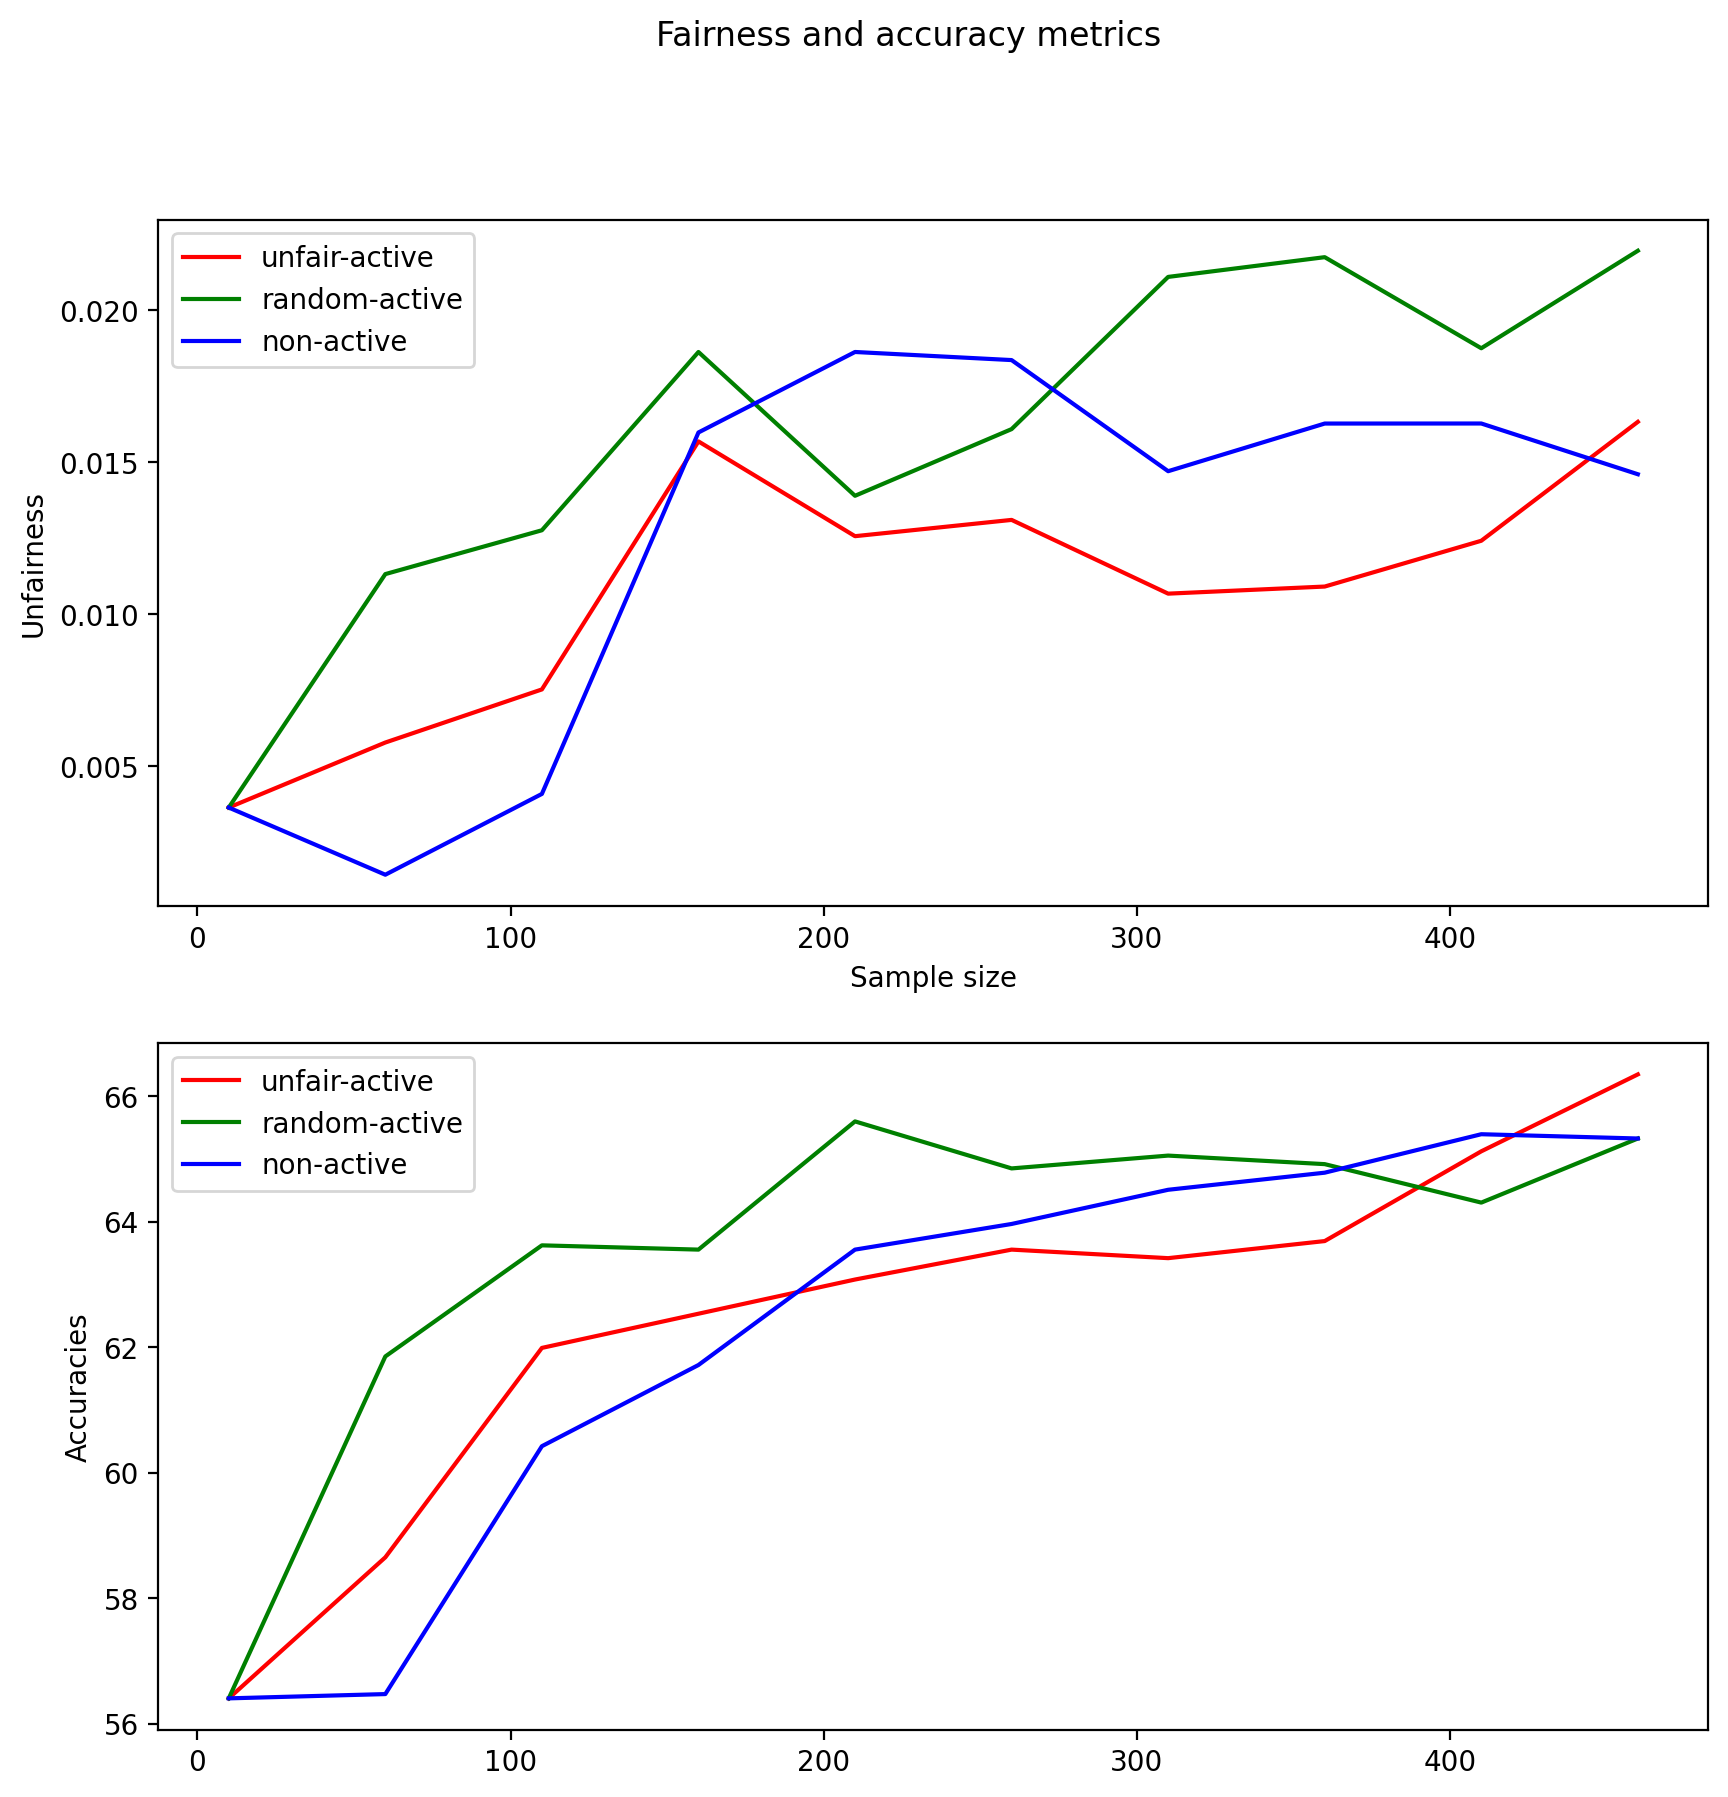 Fairness and accuracy metrics
unfair-active
random-active
non-active
0.020
0.015
0.010
0.005
Unfairness
0 100 200 300 400
Sample size
unfair-active
random-active
non-active
66
64
62
60
58
56
Accuracies
0 100 200 300 400